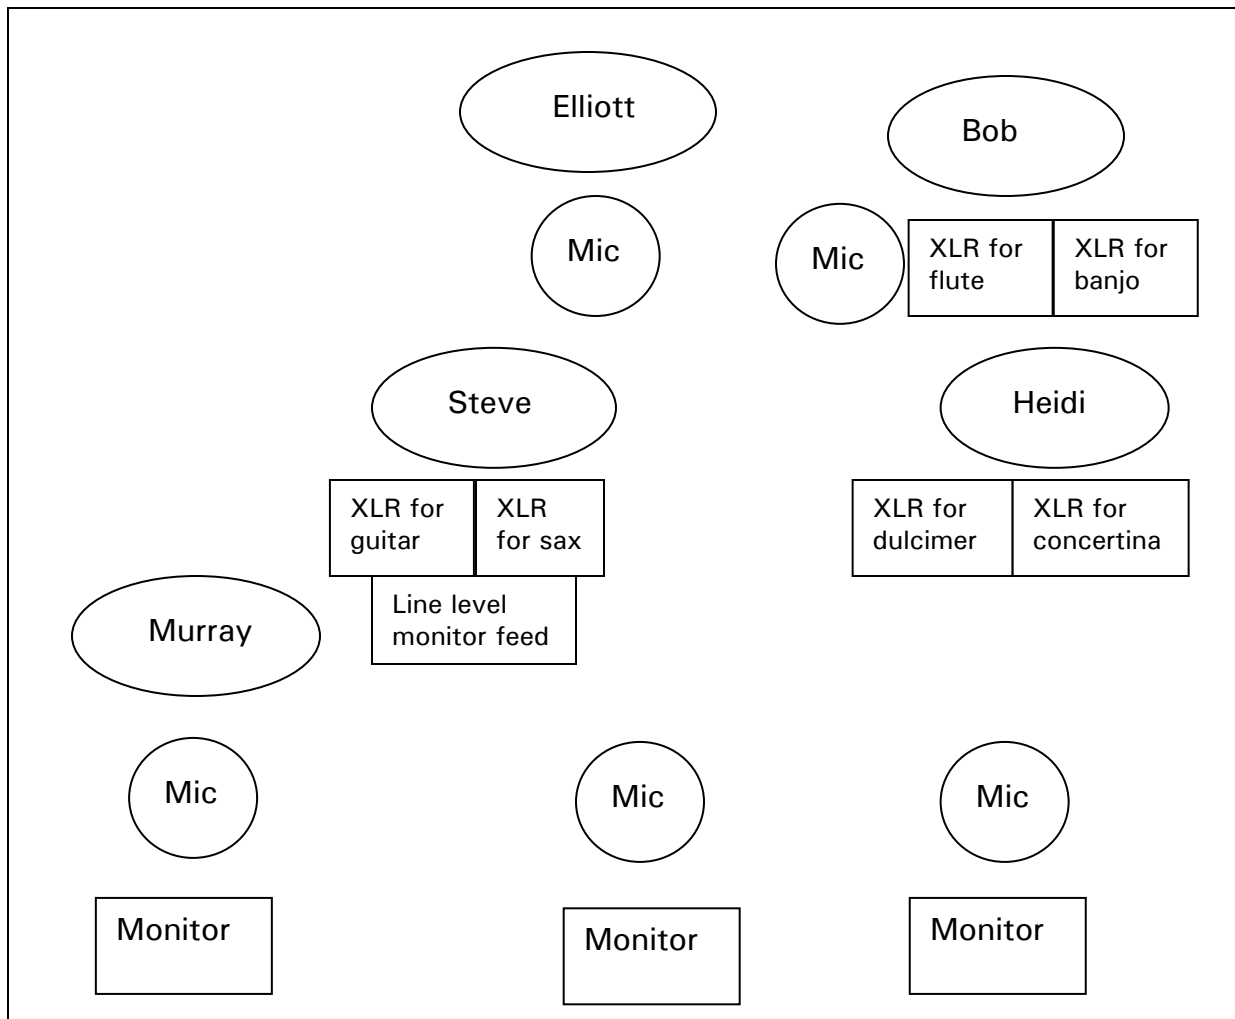 Elliott
Bob
Mic
Mic
XLR for
flute
XLR for
banjo
Steve
Heidi
XLR for
guitar
XLR
for sax
XLR for
dulcimer
XLR for
concertina
Line level
monitor feed
Murray
Mic
Mic
Mic
Monitor
Monitor
Monitor